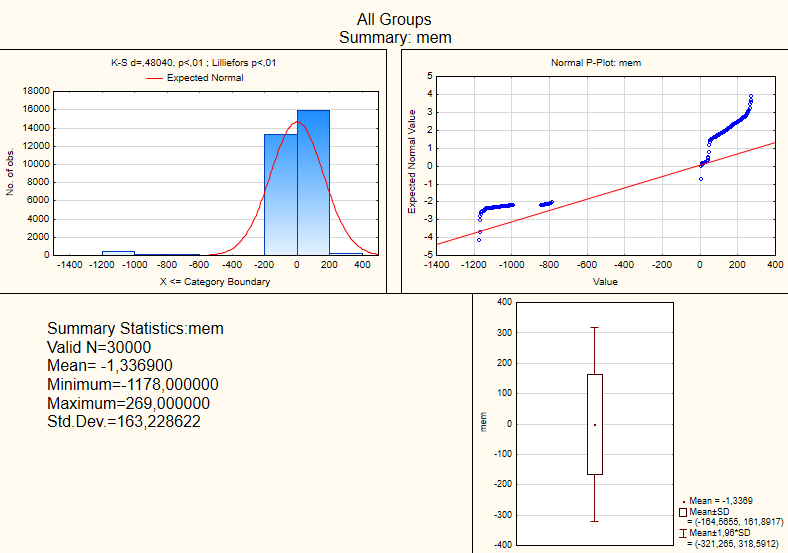 All Groups
Summary: mem
K-S d=,48040, p<,01 ; Lilliefors p<,01
Expected Normal
18000
16000
14000
12000
10000
8000
6000
4000
2000
0
No. of obs.
-1400 -1200 -1000 -800 -600 -400 -200 0 200 400
X <= Category Boundary
Normal P-Plot: mem
5
4
3
2
1
0
-1
-2
-3
-4
-5
Expected Normal Value
-1400 -1200 -1000 -800 -600 -400 -200 0 200 400
Value
Summary Statistics:mem
Valid N=30000
Mean= -1,336900
Minimum=-1178,000000
Maximum=269,000000
Std.Dev.=163,228622
400
300
200
100
0
-100
-200
-300
-400
mem
Mean = -1,3369
Mean±SD
= (-164,5655, 161,8917)
Mean±1,96*SD
= (-321,265, 318,5912)